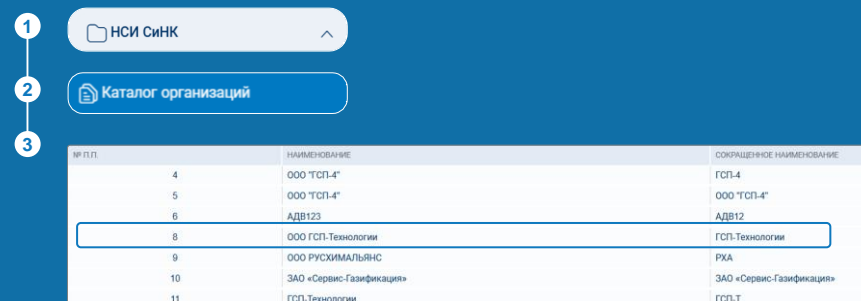 1 НСИ СиНК
2 Каталог организаций
3
№ П.П. НАИМЕНОВАНИЕ СОКРАЩЕННОЕ НАИМЕНОВАНИЕ
4 ООО "ГСП-4" ГСП-4
5 ООО "ГСП-4" ООО "ГСП-4"
6 АДВ123 АДВ12
8 ООО ГСП-Технологии ГСП-Технологии
9 ООО РУСХИМАЛЬЯНС РХА
10 ЗАО «Сервис-Газификация» ЗАО «Сервис-Газификация»
11 ГСП-Технологии ГСП-Т